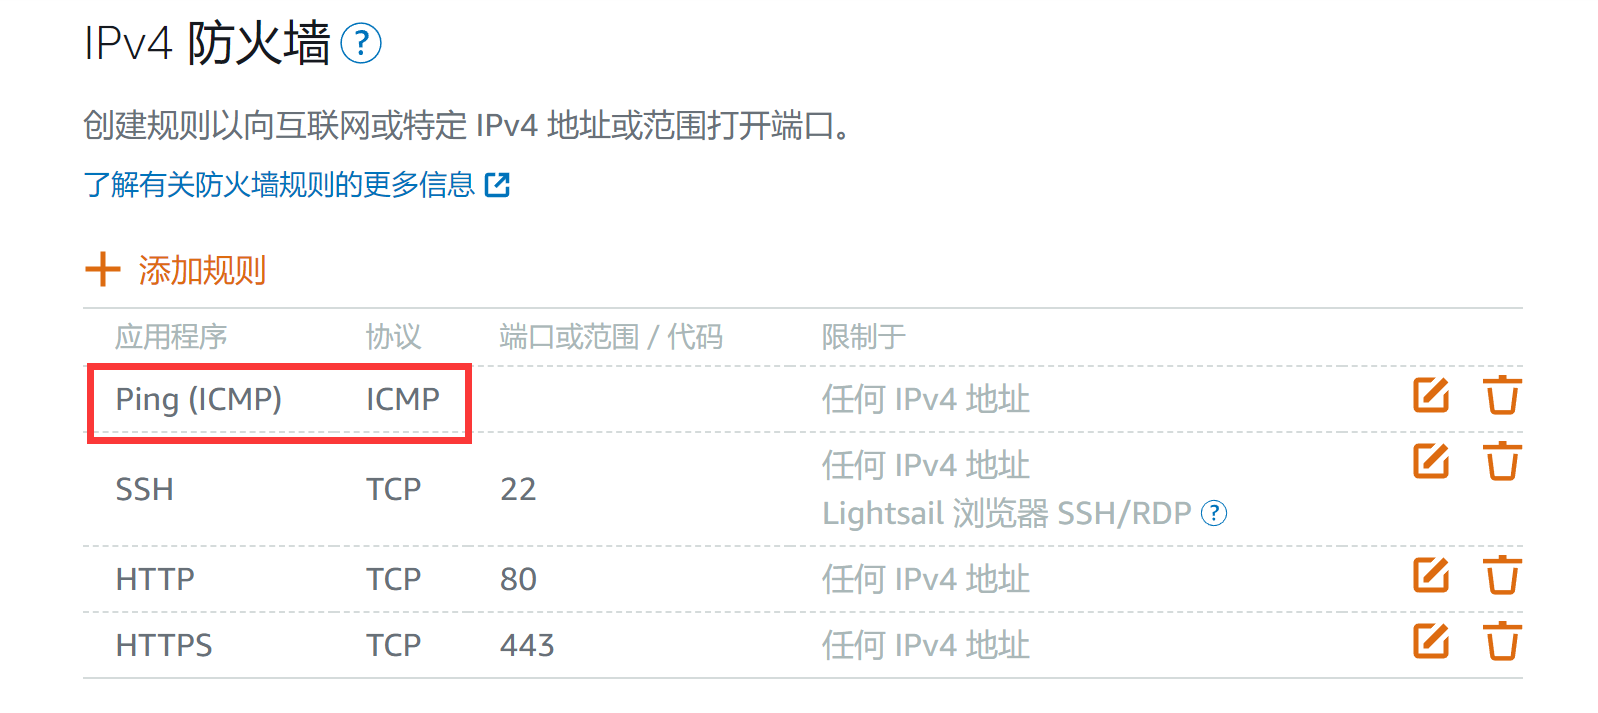 IPv4 防火墙 ?
创建规则以向互联网或特定 IPv4 地址或范围打开端口。
了解有关防火墙规则的更多信息
添加规则
应用程序 协议 端口或范围 / 代码 限制于
Ping (ICMP) ICMP 任何 IPv4 地址
SSH TCP 22 任何 IPv4 地址
Lightsail 浏览器 SSH/RDP ?
HTTP TCP 80 任何 IPv4 地址
HTTPS TCP 443 任何 IPv4 地址